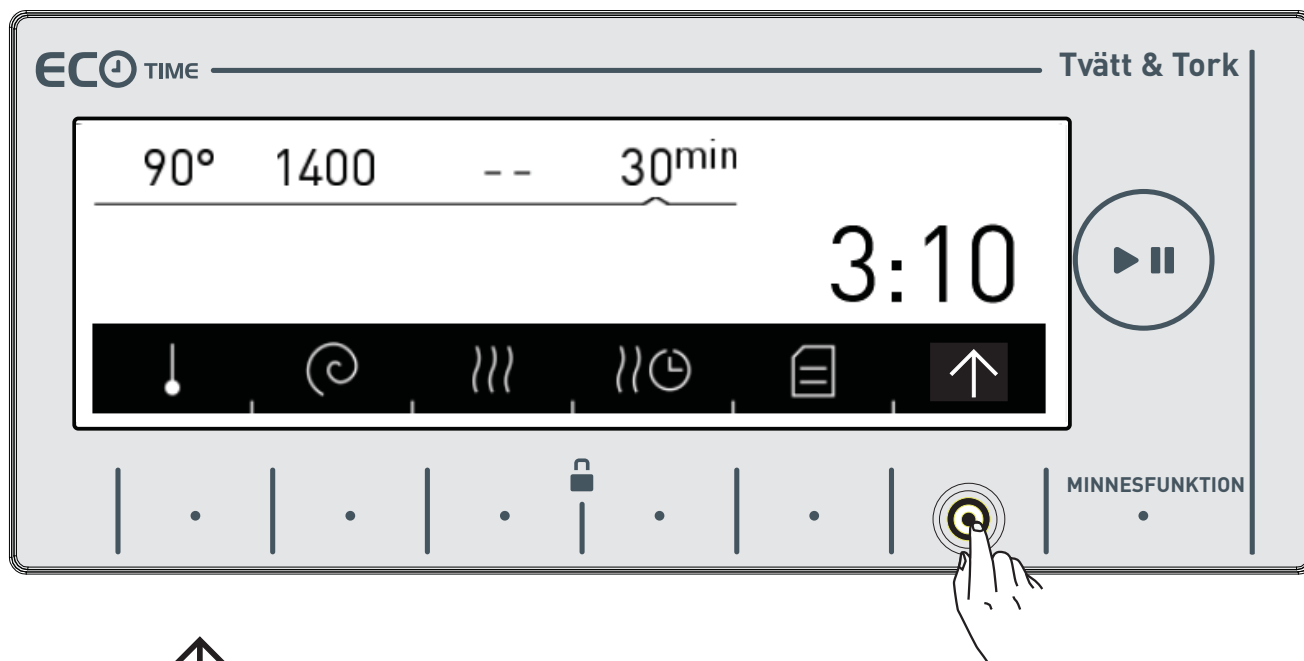 ECO TIME
Tvätt & Tork
90° 1400 -- 30min
3:10
MINNESFUNKTION